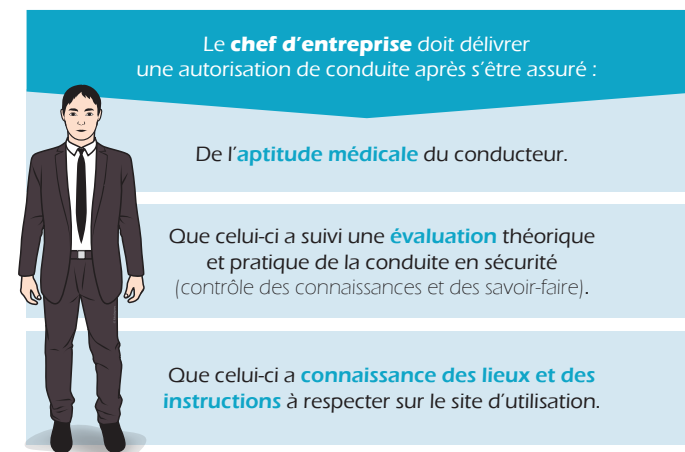 Le chef d'entreprise doit délivrer
une autorisation de conduite après s'être assuré :
De l'aptitude médicale du conducteur.
Que celui-ci a suivi une évaluation théorique
et pratique de la conduite en sécurité
(contrôle des connaissances et des savoir-faire).
Que celui-ci a connaissance des lieux et des
instructions à respecter sur le site d'utilisation.